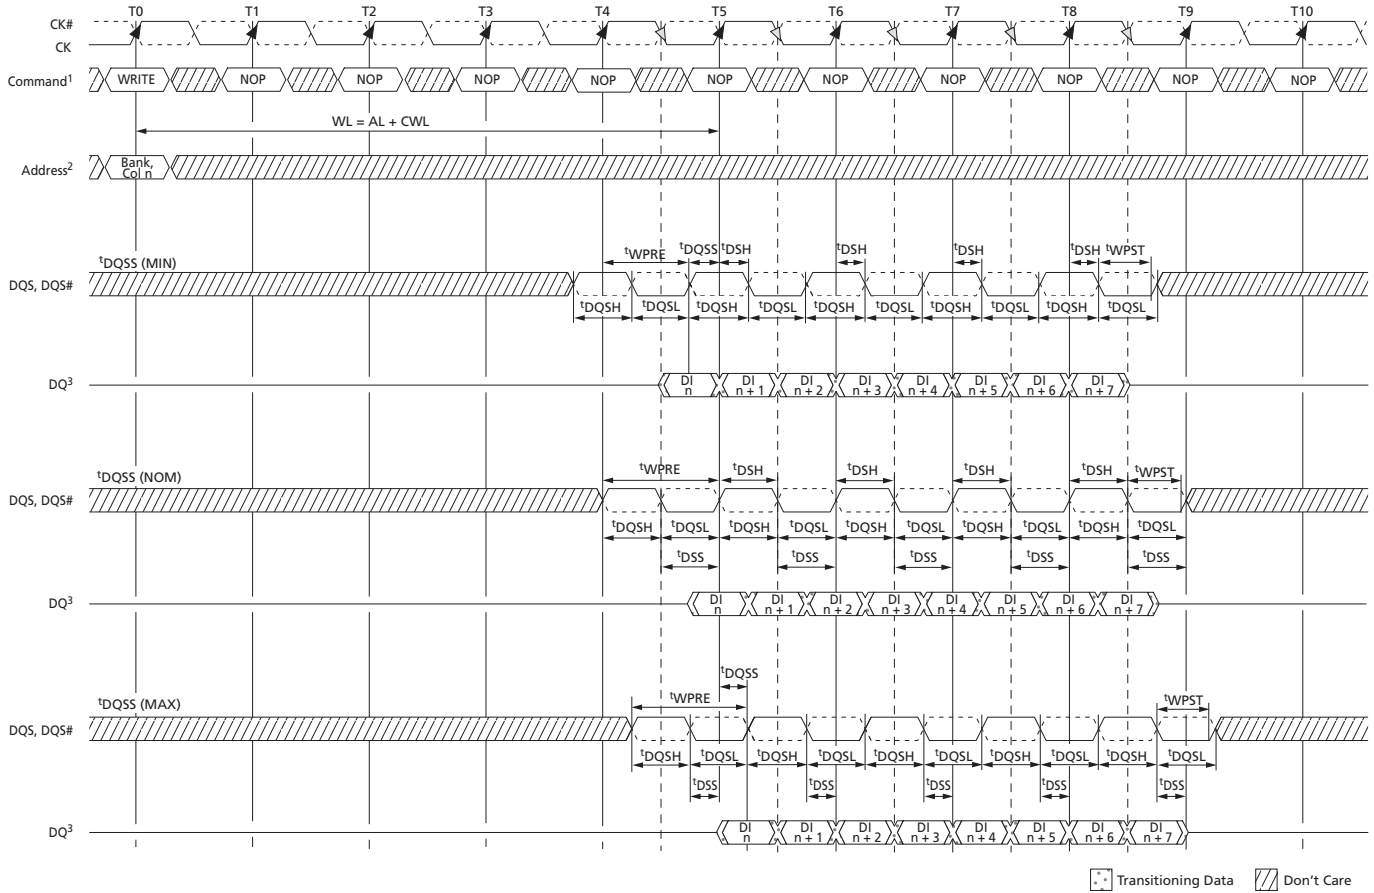 T0 T1 T2 T3 T4 T5 T6 T7 T8 T9 T10
CK#
CK
Command¹ WRITE NOP NOP NOP NOP NOP NOP NOP NOP NOP NOP
WL = AL + CWL
Address² Bank, Col n
tDQSS (MIN) tWPRE tDQSS tDSH tDSH tDSH tDSH tWPST
DQS, DQS#
tDQSH tDQSL tDQSH tDQSL tDQSH tDQSL tDQSH tDQSL tDQSH tDQSL
DQ³ DI n DI n + 1 DI n + 2 DI n + 3 DI n + 4 DI n + 5 DI n + 6 DI n + 7
tDQSS (NOM) tWPRE tDSH tDSH tDSH tDSH tWPST
DQS, DQS#
tDQSH tDQSL tDQSH tDQSL tDQSH tDQSL tDQSH tDQSL tDQSH tDQSL
tDSS tDSS tDSS tDSS tDSS
DQ³ DI n DI n + 1 DI n + 2 DI n + 3 DI n + 4 DI n + 5 DI n + 6 DI n + 7
tDQSS
tDQSS (MAX) tWPRE tWPST
DQS, DQS#
tDQSH tDQSL tDQSH tDQSL tDQSH tDQSL tDQSH tDQSL tDQSH tDQSL
tDSS tDSS tDSS tDSS tDSS
DQ³ DI n DI n + 1 DI n + 2 DI n + 3 DI n + 4 DI n + 5 DI n + 6 DI n + 7
Transitioning Data Don't Care